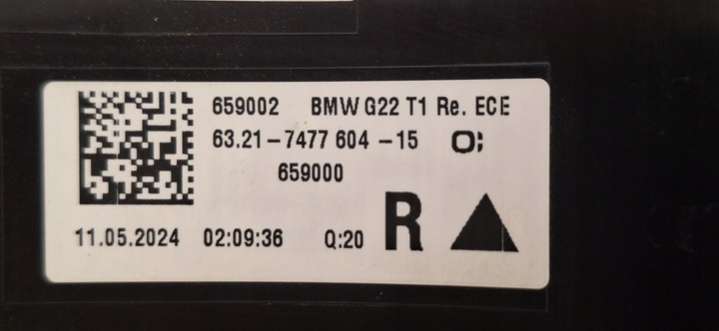 659002 BMW G22 T1 Re. ECE
63.21-7477 604-15 O;
659000
11.05.2024 02:09:36 Q:20 R